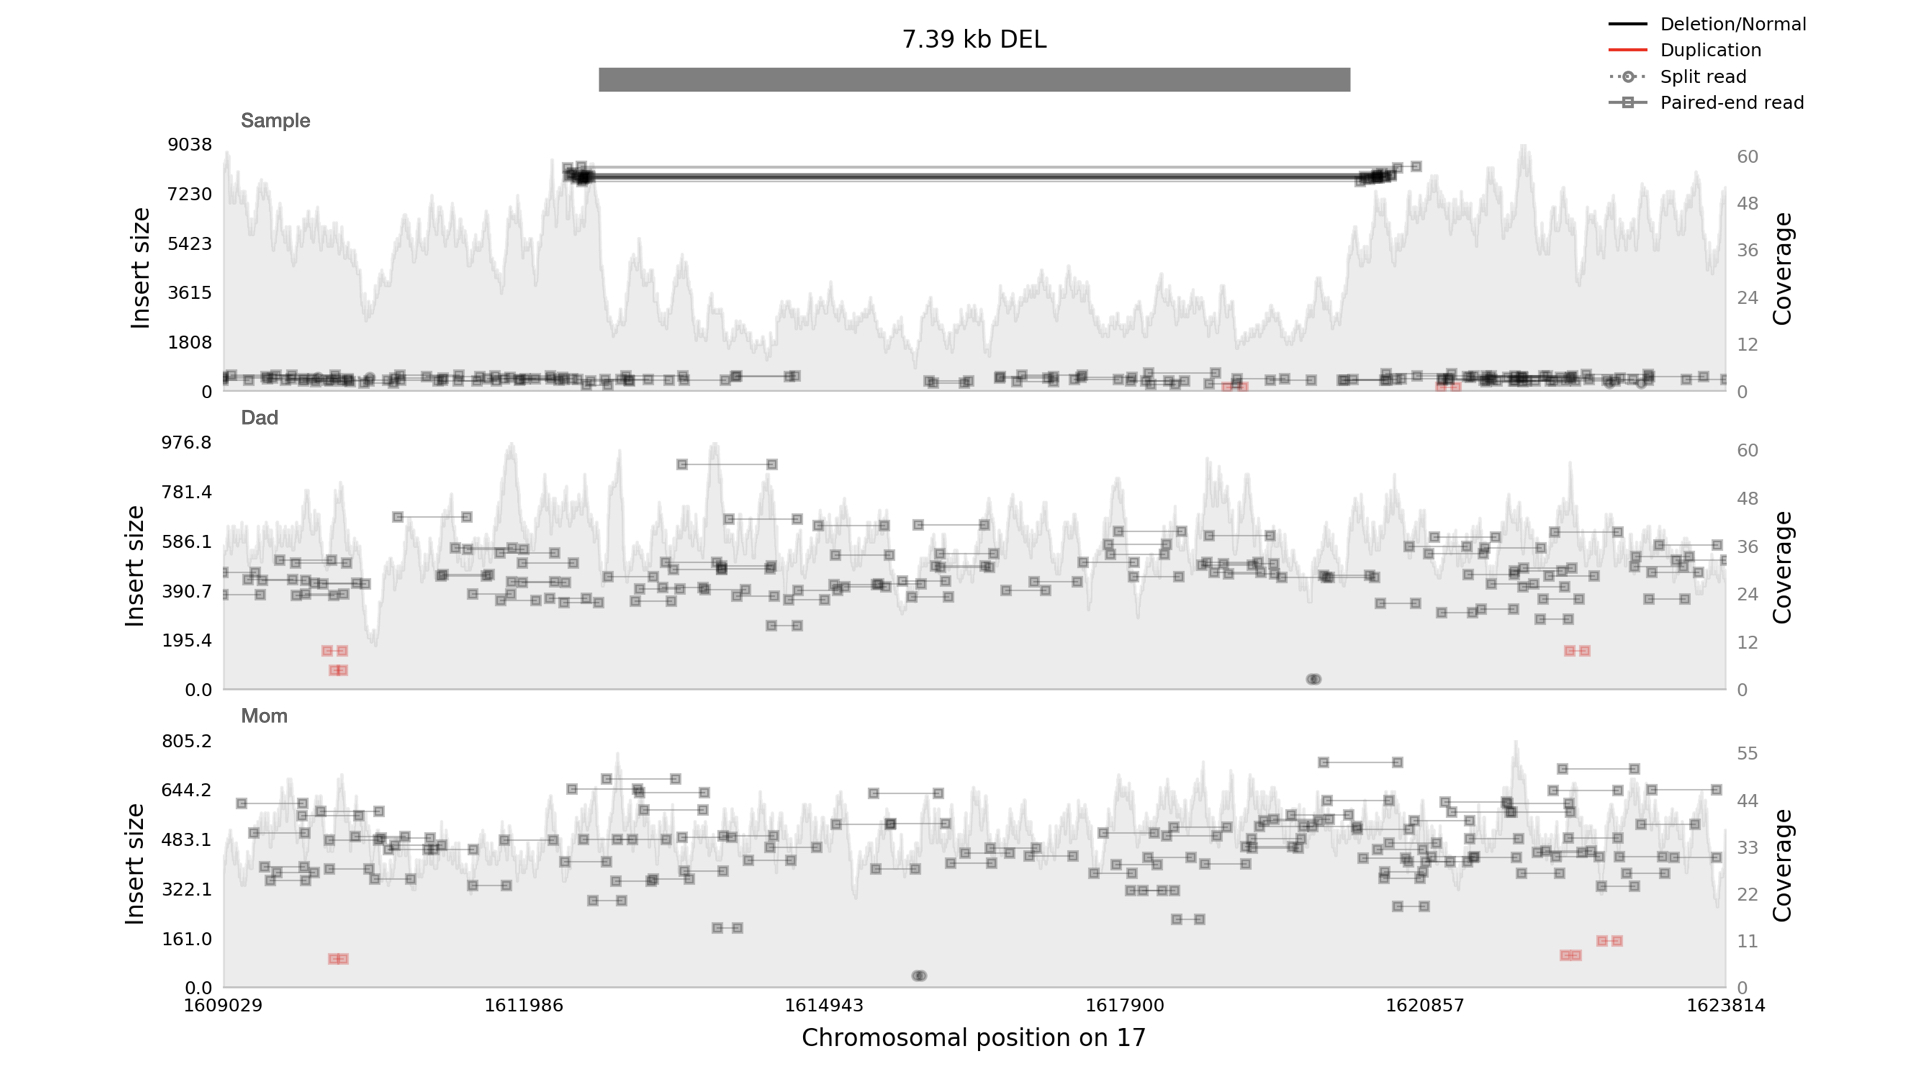 7.39 kb DEL
Deletion/Normal
Duplication
Split read
Paired-end read
Sample
9038
7230
5423
3615
1808
0
Insert size
60
48
36
24
12
0
Coverage
Dad
976.8
781.4
586.1
390.7
195.4
0.0
Insert size
60
48
36
24
12
0
Coverage
Mom
805.2
644.2
483.1
322.1
161.0
0.0
Insert size
55
44
33
22
11
0
Coverage
1609029 1611986 1614943 1617900 1620857 1623814
Chromosomal position on 17